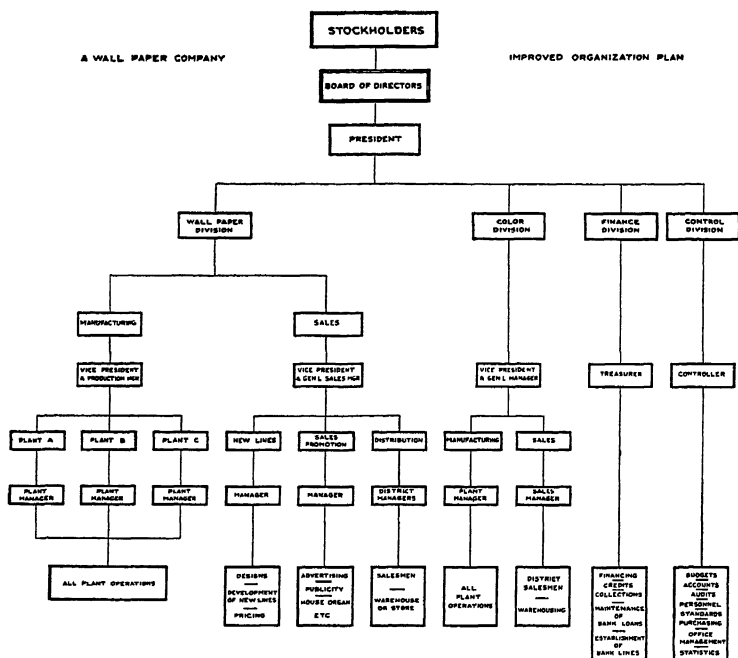 STOCKHOLDERS
A WALL PAPER COMPANY
IMPROVED ORGANIZATION PLAN
BOARD OF DIRECTORS
PRESIDENT
WALL PAPER
DIVISION
COLOR
DIVISION
FINANCE
DIVISION
CONTROL
DIVISION
MANUFACTURING
SALES
VICE PRESIDENT
& PRODUCTION MGR
VICE PRESIDENT
& GEN'L SALES MGR
VICE PRESIDENT
& GEN'L MANAGER
TREASURER
CONTROLLER
PLANT A
PLANT B
PLANT C
NEW LINES
SALES
PROMOTION
DISTRIBUTION
MANUFACTURING
SALES
PLANT
MANAGER
PLANT
MANAGER
PLANT
MANAGER
MANAGER
MANAGER
DISTRICT
MANAGERS
PLANT
MANAGER
SALES
MANAGER
ALL PLANT OPERATIONS
DESIGNS
DEVELOPMENT
OF NEW LINES
PRICING
ADVERTISING
PUBLICITY
HOUSE ORGAN
ETC
SALESMEN
WAREHOUSE
OR STORE
ALL
PLANT
OPERATIONS
DISTRICT
SALESMEN
WAREHOUSING
FINANCING
CREDITS
COLLECTIONS
MAINTENANCE
OF
BANK LOANS
ESTABLISHMENT
OF
BANK LINES
BUDGETS
ACCOUNTS
AUDITS
PERSONNEL
STANDARDS
PURCHASING
OFFICE
MANAGEMENT
STATISTICS